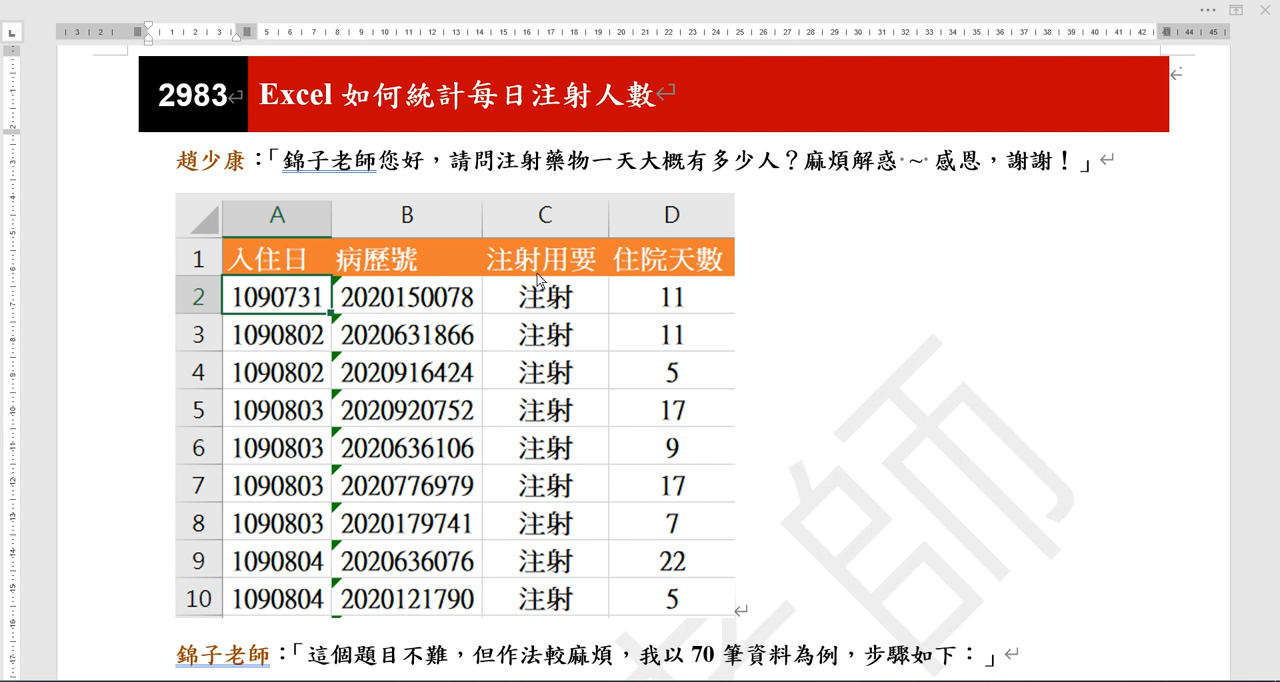 2983 Excel 如何統計每日注射人數
趙少康：「錦子老師您好，請問注射藥物一天大概有多少人？麻煩解惑 ~ 感恩，謝謝！」
A B C D
1 入住日 病歷號 注射用要 住院天數
2 1090731 2020150078 注射 11
3 1090802 2020631866 注射 11
4 1090802 2020916424 注射 5
5 1090803 2020920752 注射 17
6 1090803 2020636106 注射 9
7 1090803 2020776979 注射 17
8 1090803 2020179741 注射 7
9 1090804 2020636076 注射 22
10 1090804 2020121790 注射 5
錦子老師：「這個題目不難，但作法較麻煩，我以 70 筆資料為例，步驟如下：」